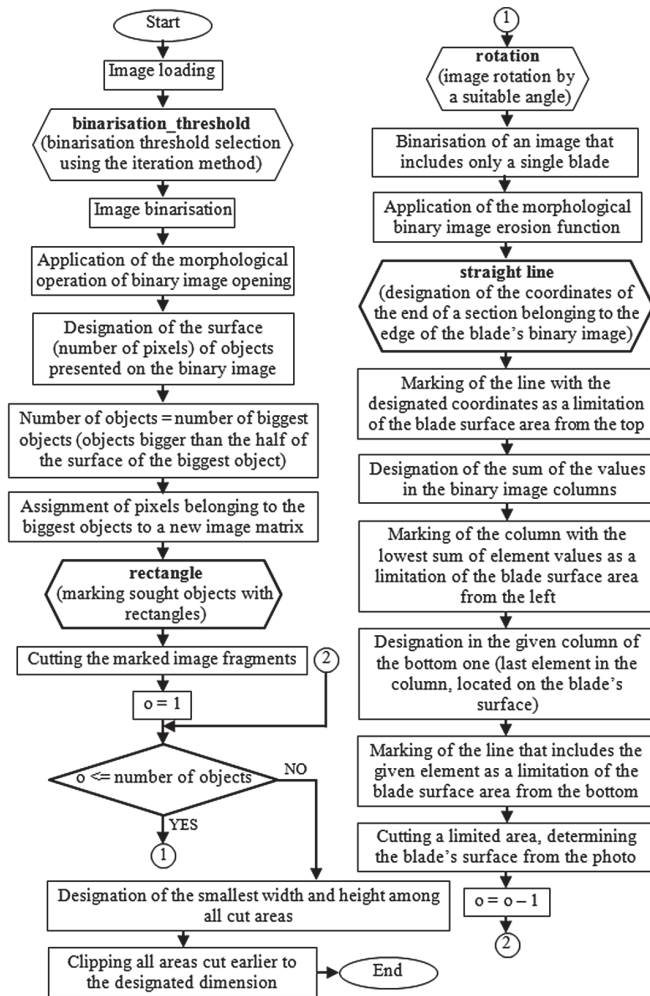 Start
Image loading
binarisation_threshold
(binarisation threshold selection
using the iteration method)
Image binarisation
Application of the morphological
operation of binary image opening
Designation of the surface
(number of pixels) of objects
presented on the binary image
Number of objects = number of biggest
objects (objects bigger than the half of
the surface of the biggest object)
Assignment of pixels belonging to the
biggest objects to a new image matrix
rectangle
(marking sought objects with
rectangles)
Cutting the marked image fragments
2
o = 1
o <= number of objects
NO
YES
1
Designation of the smallest width and height among
all cut areas
Clipping all areas cut earlier to
the designated dimension
End
1
rotation
(image rotation by
a suitable angle)
Binarisation of an image that
includes only a single blade
Application of the morphological
binary image erosion function
straight line
(designation of the coordinates of
the end of a section belonging to the
edge of the blade's binary image)
Marking of the line with the
designated coordinates as a limitation
of the blade surface area from the top
Designation of the sum of the values
in the binary image columns
Marking of the column with the
lowest sum of element values as a
limitation of the blade surface area
from the left
Designation in the given column of
the bottom one (last element in the
column, located on the blade's
surface)
Marking of the line that includes the
given element as a limitation of the
blade surface area from the bottom
Cutting a limited area, determining
the blade's surface from the photo
o = o – 1
2